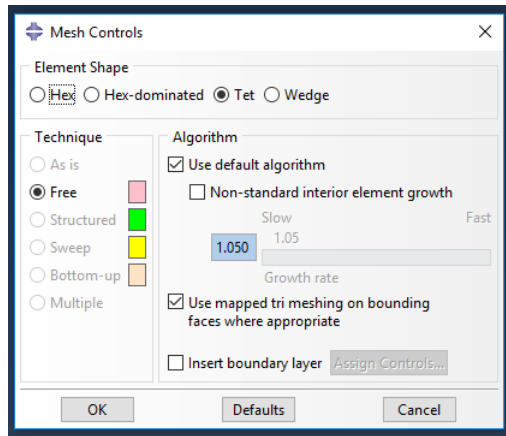 Mesh Controls
Element Shape
Hex Hex-dominated Tet Wedge
Technique
As is
Free
Structured
Sweep
Bottom-up
Multiple
Algorithm
Use default algorithm
Non-standard interior element growth
Slow Fast
1.050 1.05
Growth rate
Use mapped tri meshing on bounding
faces where appropriate
Insert boundary layer Assign Controls...
OK Defaults Cancel